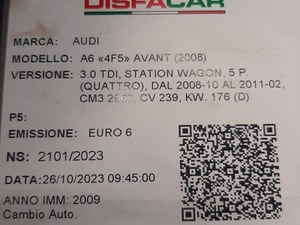 DISFACAR
MARCA: AUDI
MODELLO: A6 «4F5» AVANT (2008)
VERSIONE: 3.0 TDI, STATION WAGON, 5 P.
(QUATTRO), DAL 2008-10 AL 2011-02,
CM3 2967, CV 239, KW. 176 (D)
P5:
EMISSIONE: EURO 6
NS: 2101/2023
DATA:26/10/2023 09:45:00
ANNO IMM: 2009
Cambio Auto.